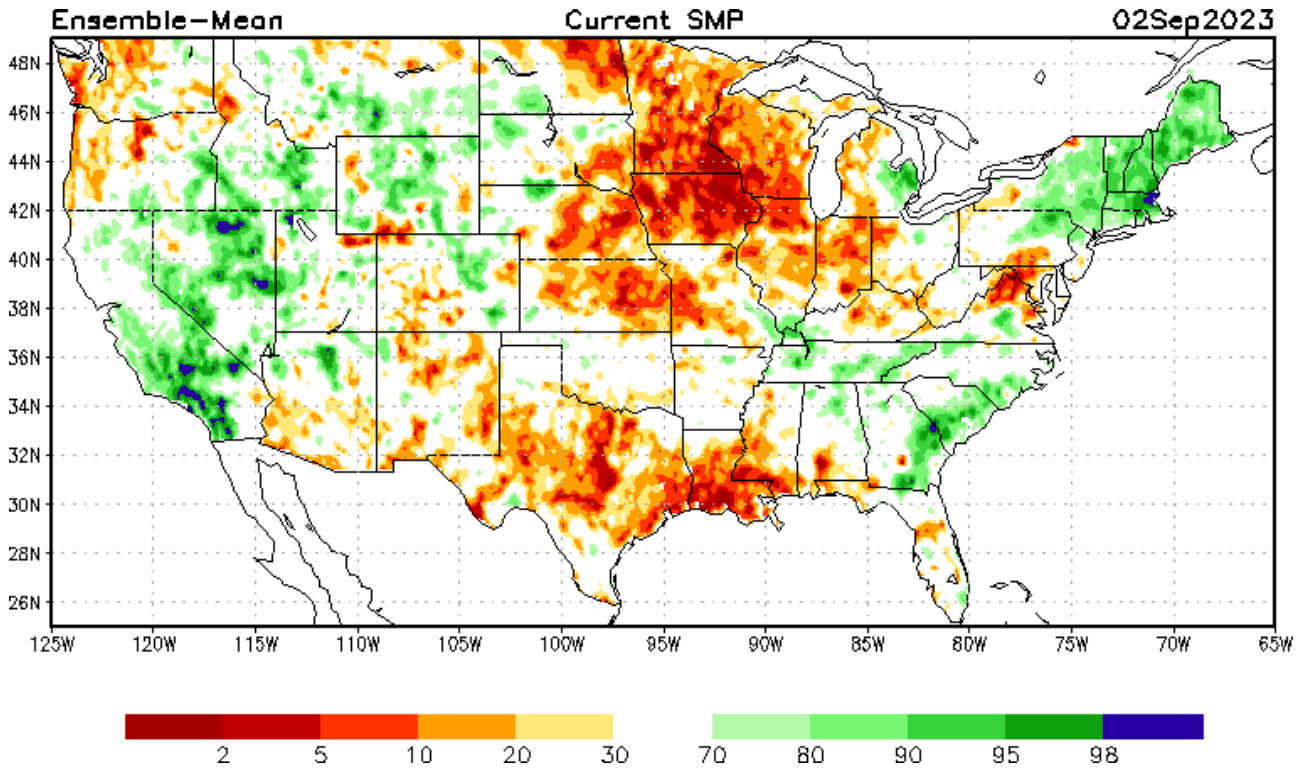 Ensemble-Mean Current SMP 02Sep2023
48N
46N
44N
42N
40N
38N
36N
34N
32N
30N
28N
26N
125W 120W 115W 110W 105W 100W 95W 90W 85W 80W 75W 70W 65W
2 5 10 20 30 70 80 90 95 98